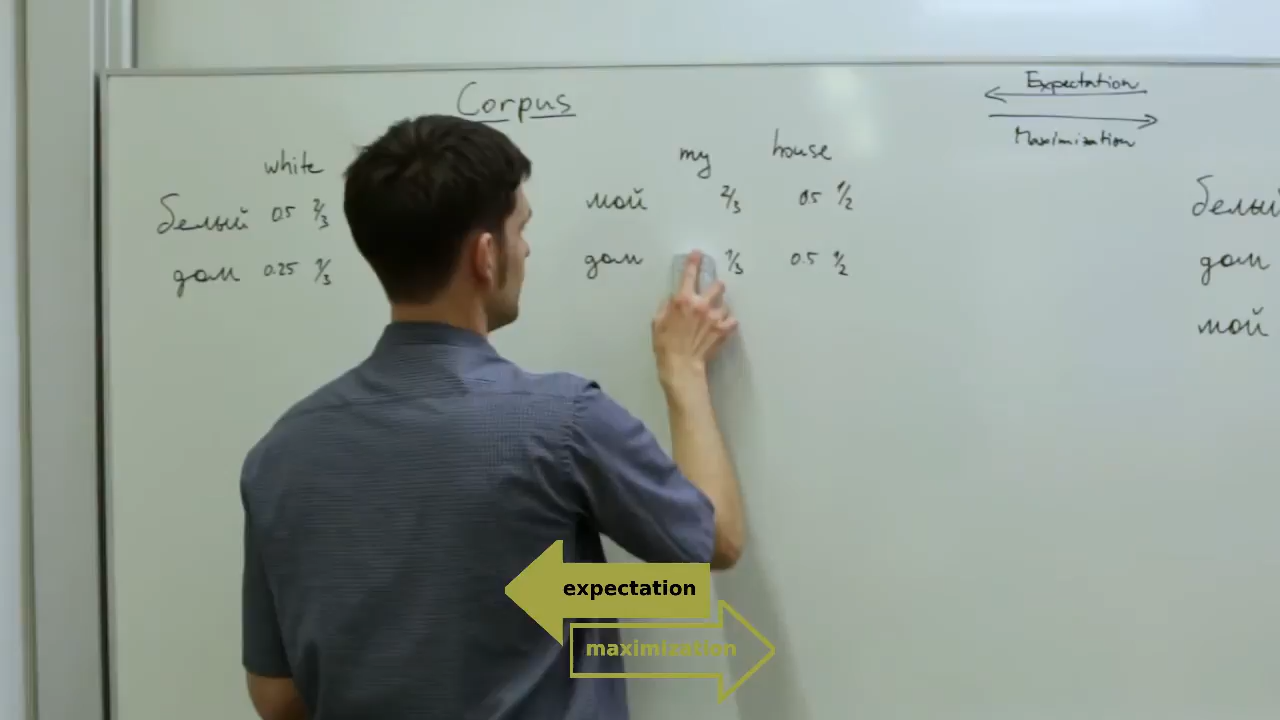 Corpus
Expectation
Maximization
white
белый 0.5 2/3
дом 0.25 1/3
my house
мой 2/3 0.5 1/2
дом 1/3 0.5 1/2
белый
дом
мой
expectation
maximization